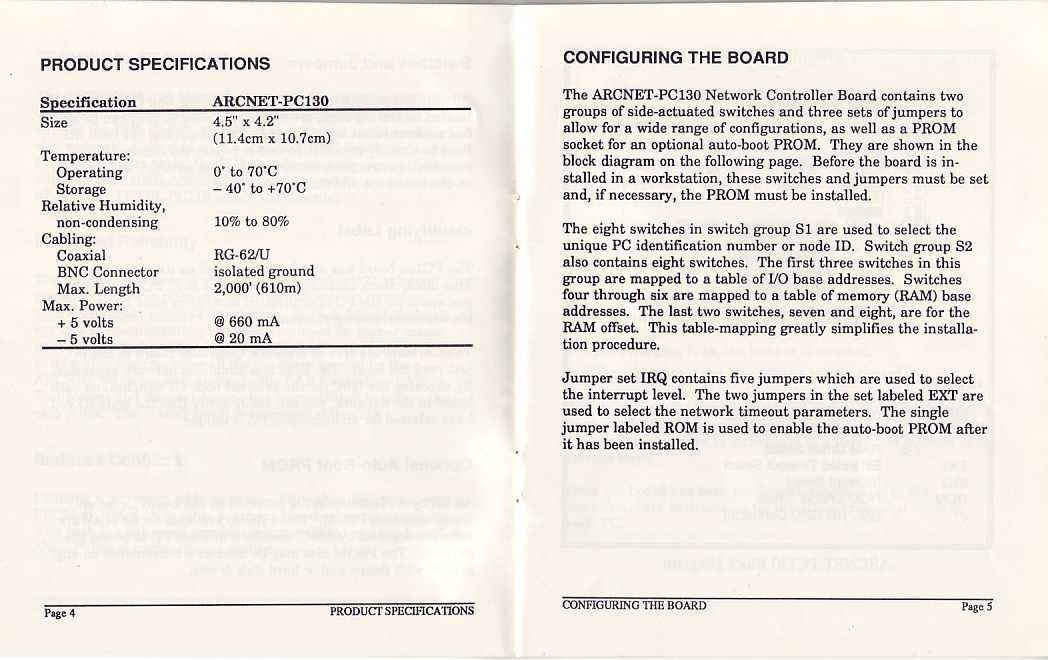 PRODUCT SPECIFICATIONS
Specification ARCNET-PC130
Size 4.5" x 4.2"
(11.4cm x 10.7cm)
Temperature:
Operating 0˚ to 70˚C
Storage – 40˚ to +70˚C
Relative Humidity,
non-condensing 10% to 80%
Cabling:
Coaxial RG-62/U
BNC Connector isolated ground
Max. Length 2,000' (610m)
Max. Power:
+ 5 volts @ 660 mA
– 5 volts @ 20 mA
Page 4 PRODUCT SPECIFICATIONS
CONFIGURING THE BOARD
The ARCNET-PC130 Network Controller Board contains two
groups of side-actuated switches and three sets of jumpers to
allow for a wide range of configurations, as well as a PROM
socket for an optional auto-boot PROM. They are shown in the
block diagram on the following page. Before the board is in-
stalled in a workstation, these switches and jumpers must be set
and, if necessary, the PROM must be installed.
The eight switches in switch group S1 are used to select the
unique PC identification number or node ID. Switch group S2
also contains eight switches. The first three switches in this
group are mapped to a table of I/O base addresses. Switches
four through six are mapped to a table of memory (RAM) base
addresses. The last two switches, seven and eight, are for the
RAM offset. This table-mapping greatly simplifies the installa-
tion procedure.
Jumper set IRQ contains five jumpers which are used to select
the interrupt level. The two jumpers in the set labeled EXT are
used to select the network timeout parameters. The single
jumper labeled ROM is used to enable the auto-boot PROM after
it has been installed.
CONFIGURING THE BOARD Page 5